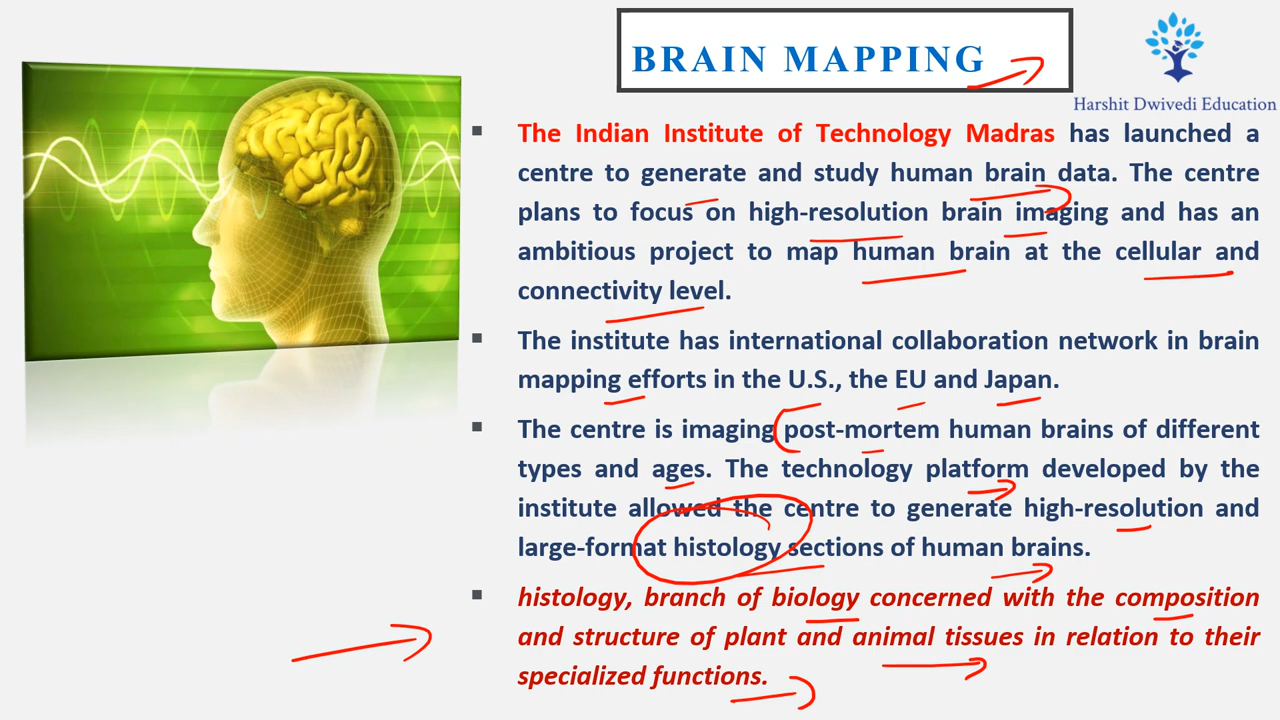 BRAIN MAPPING
Harshit Dwivedi Education
▪ The Indian Institute of Technology Madras has launched a
centre to generate and study human brain data. The centre
plans to focus on high-resolution brain imaging and has an
ambitious project to map human brain at the cellular and
connectivity level.
▪ The institute has international collaboration network in brain
mapping efforts in the U.S., the EU and Japan.
▪ The centre is imaging post-mortem human brains of different
types and ages. The technology platform developed by the
institute allowed the centre to generate high-resolution and
large-format histology sections of human brains.
▪ histology, branch of biology concerned with the composition
and structure of plant and animal tissues in relation to their
specialized functions.